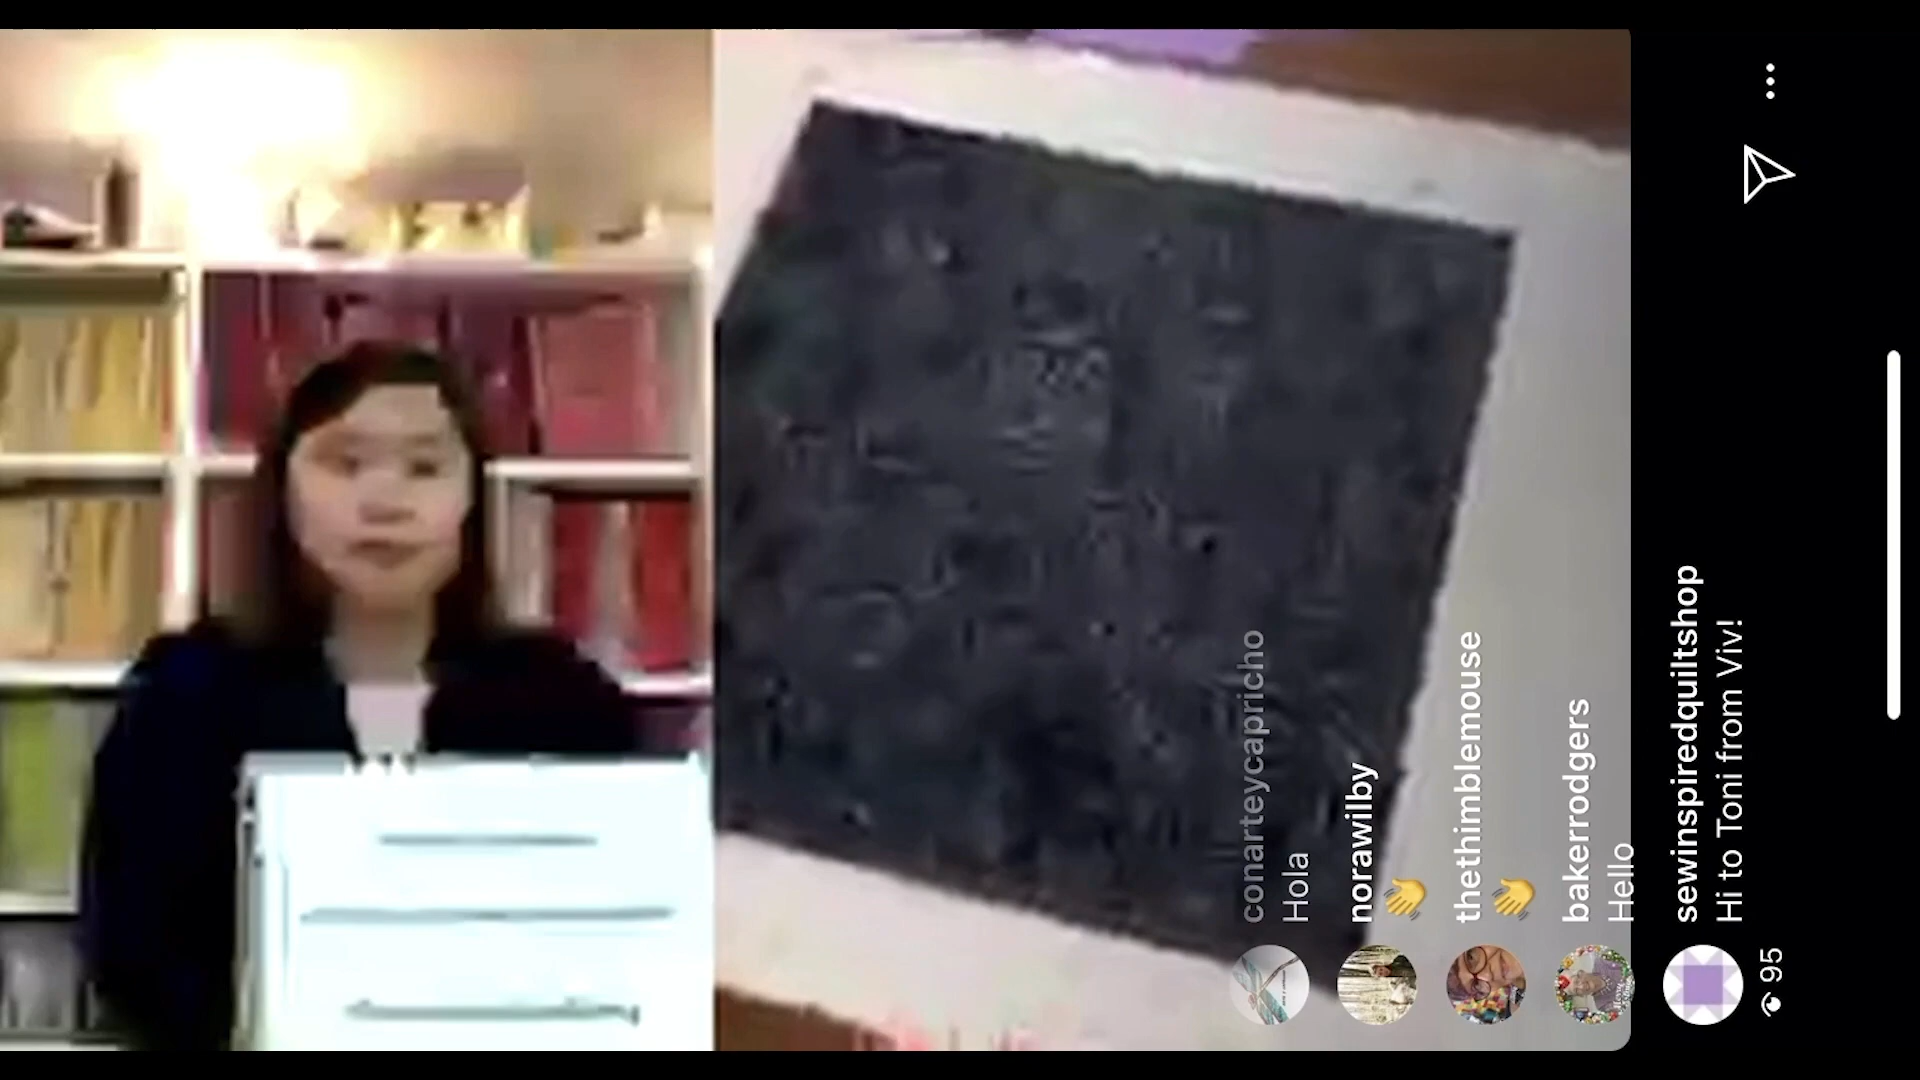 conarteycapricho
Hola
norawilby
👋
thethimblemouse
👋
bakerrodgers
Hello
sewinspiredquiltshop
Hi to Toni from Viv!
95